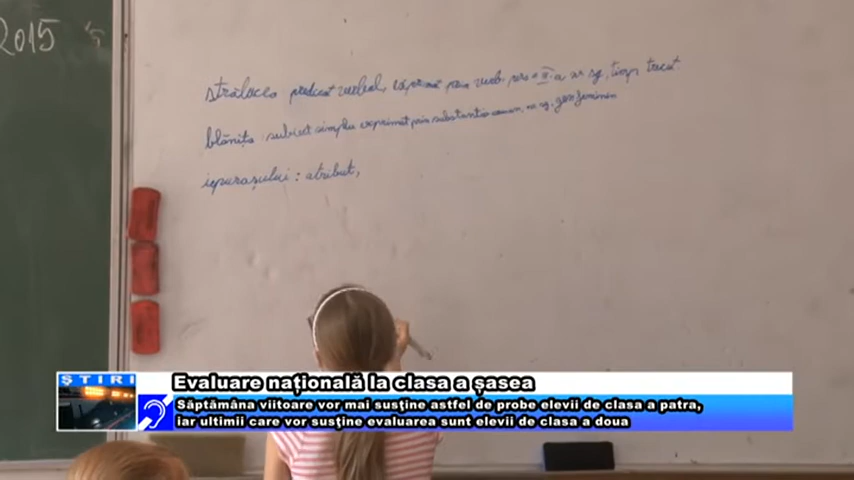 2015
strălucea predicat verbal, exprimat prin verb pers a III-a nr sg, timp trecut
blănița: subiect simplu exprimat prin substantiv comun, nr sg, gen feminin
iepurașului: atribut,
ȘTIRI
Evaluare națională la clasa a șasea
Săptămâna viitoare vor mai susţine astfel de probe elevii de clasa a patra,
iar ultimii care vor susţine evaluarea sunt elevii de clasa a doua